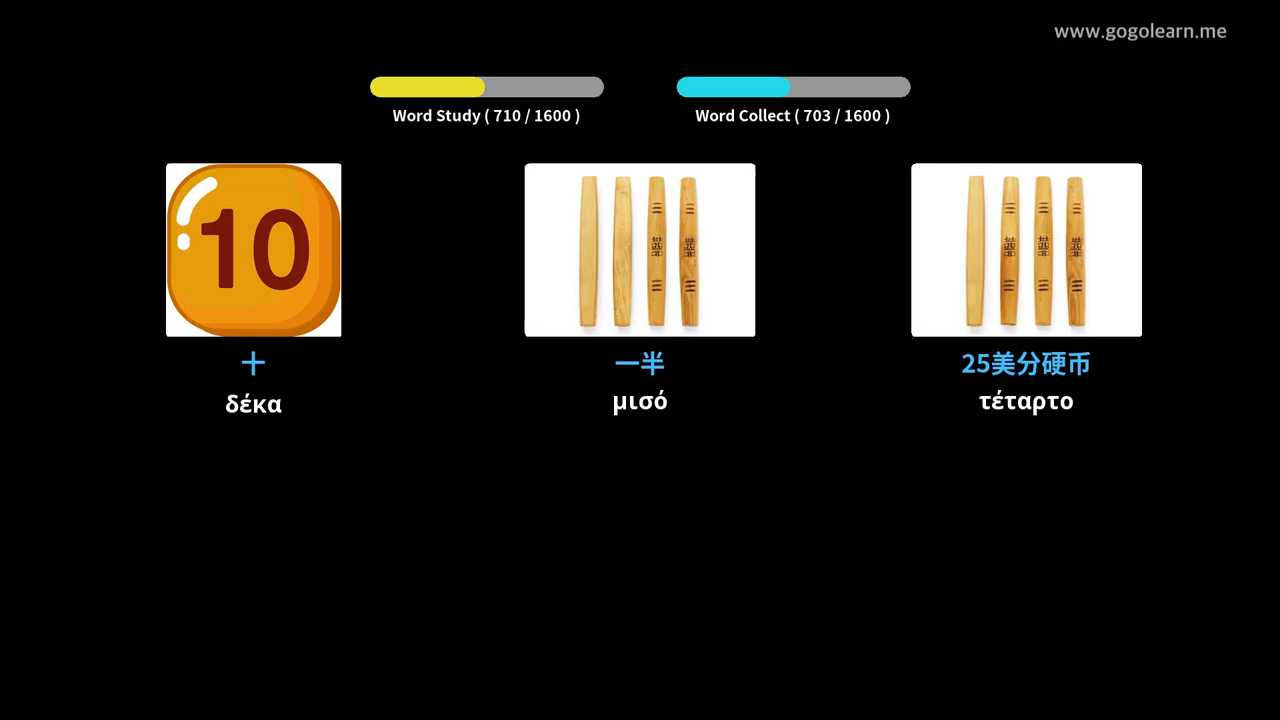 www.gogolearn.me
Word Study ( 710 / 1600 )
Word Collect ( 703 / 1600 )
10
十
一半
25美分硬币
δέκα
μισό
τέταρτο